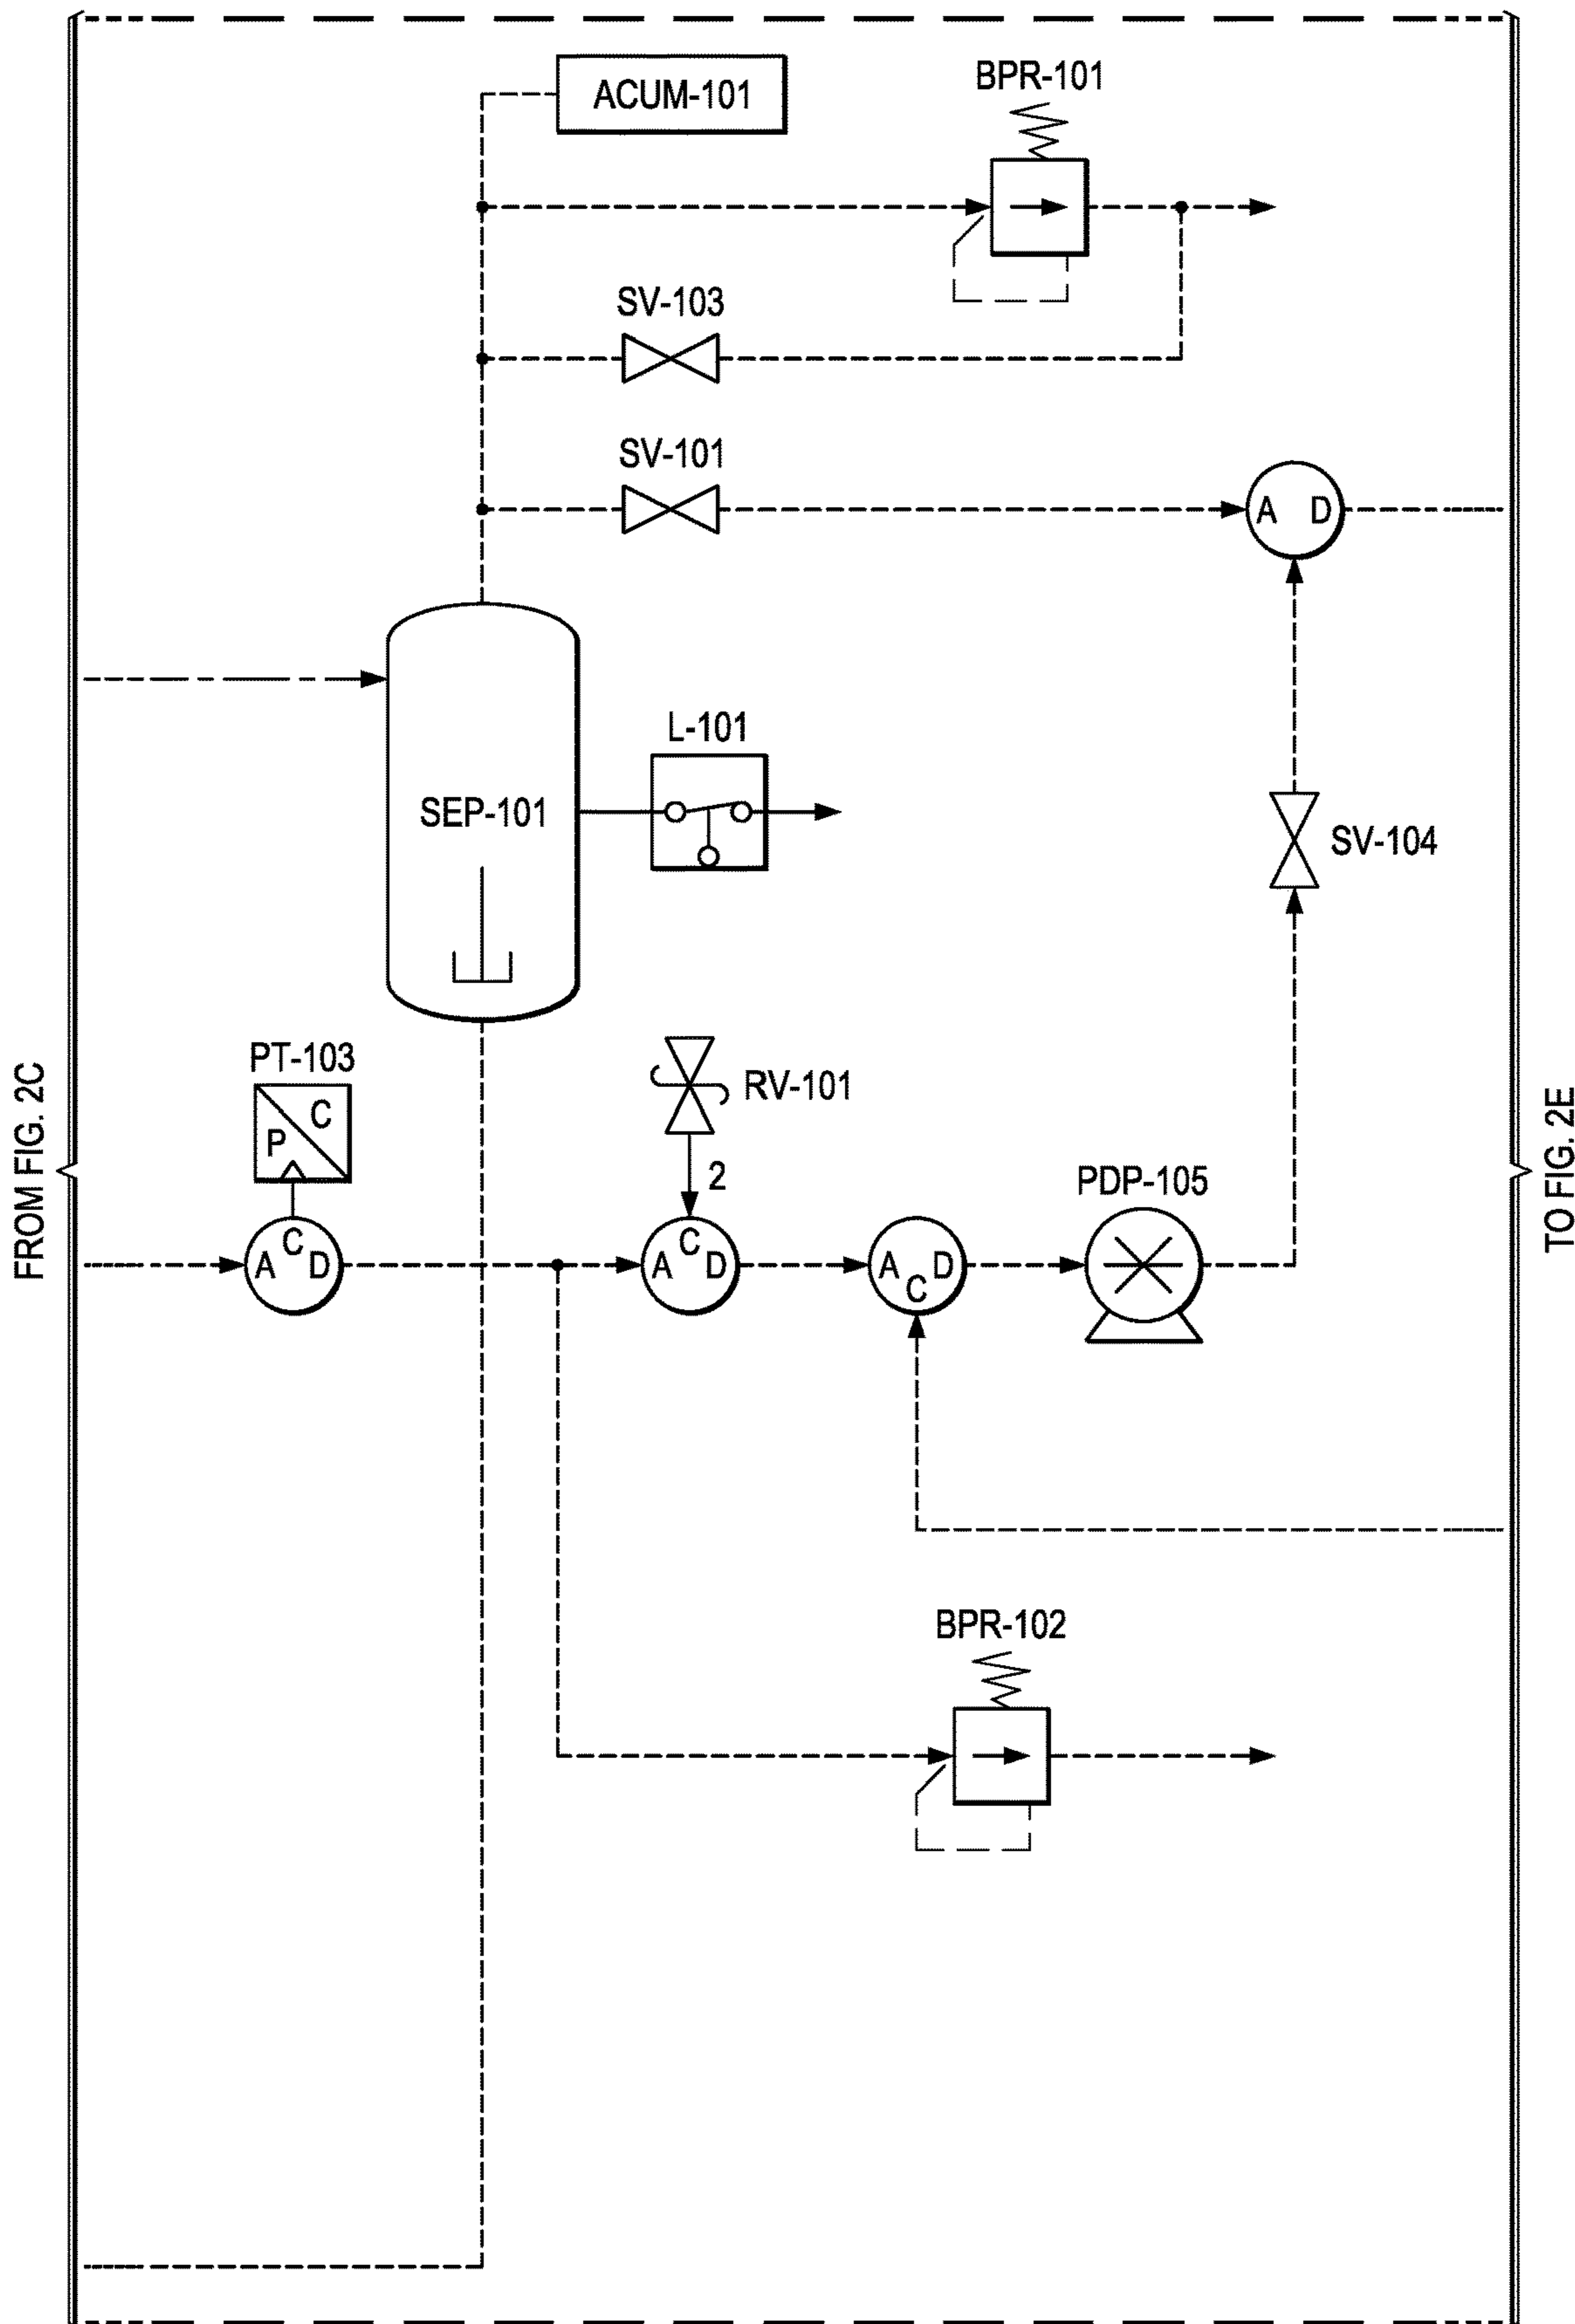 ACUM-101
BPR-101
SV-103
SV-101
A D
L-101
SEP-101
SV-104
FROM FIG. 2C
PT-103
P C
RV-101
2
A C D
A C D
A C D
PDP-105
TO FIG. 2E
BPR-102